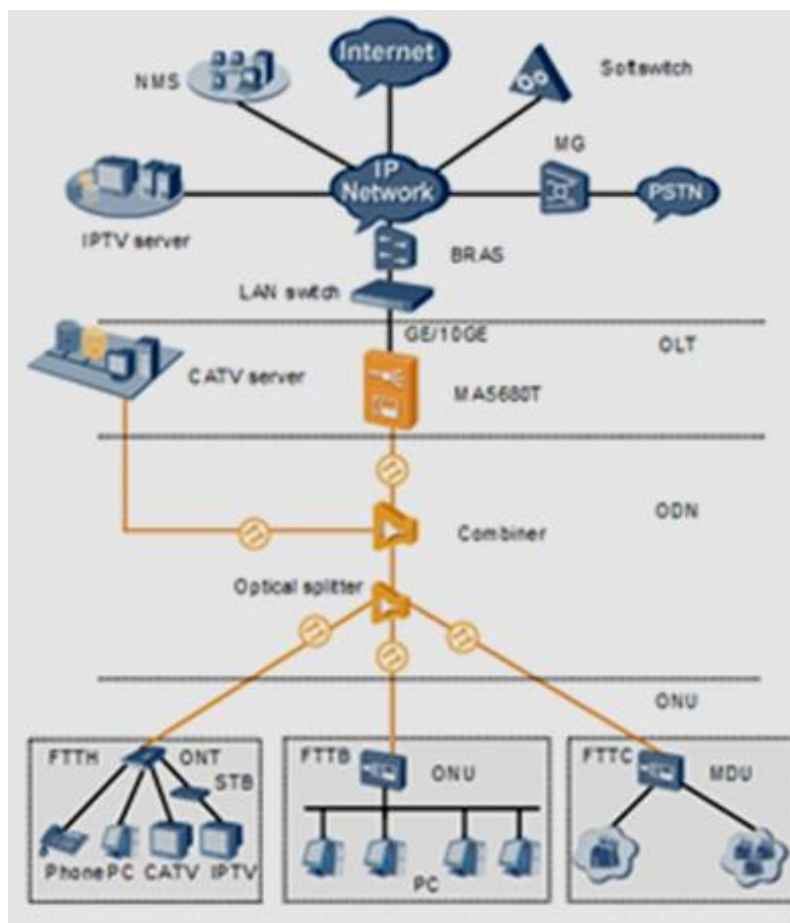 Internet
NMS
Softswitch
IP
Network
MG
PSTN
IPTV server
BRAS
LAN switch
GE/10GE
OLT
CATV server
MA5680T
ODN
Combiner
Optical splitter
ONU
FTTH
ONT
STB
Phone
PC
CATV
IPTV
FTTB
ONU
PC
FTTC
MDU